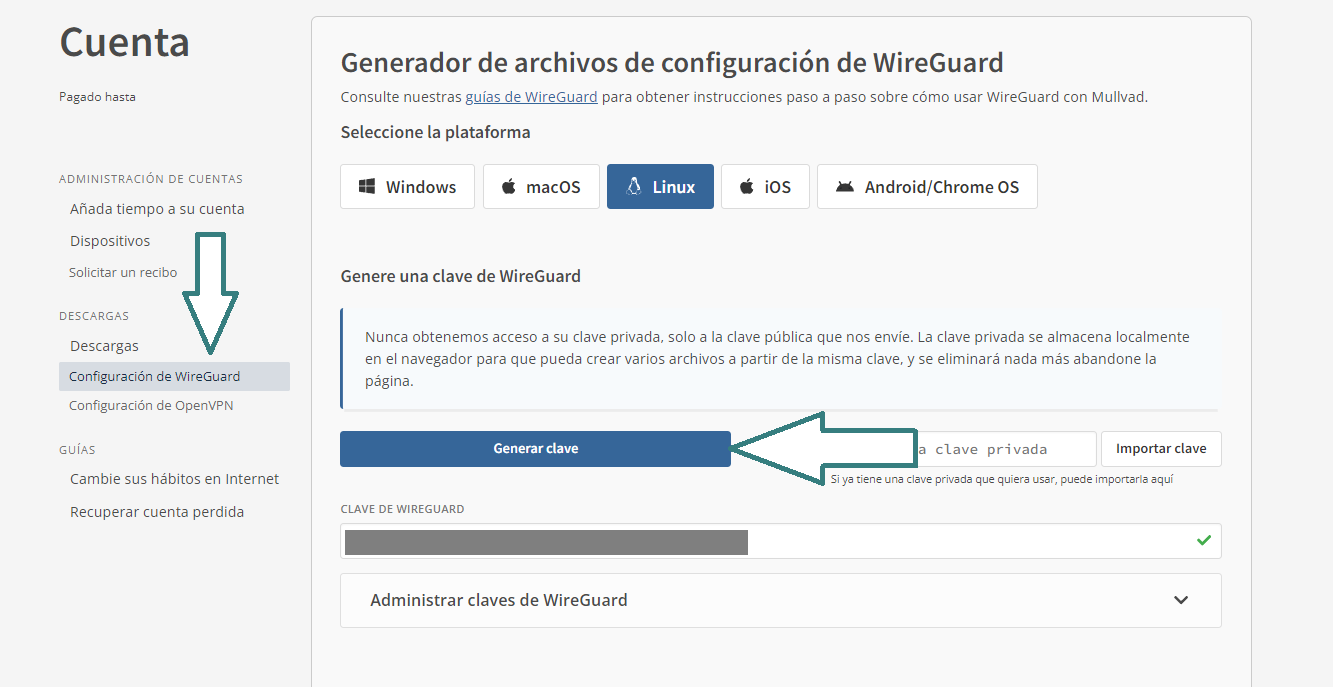 Cuenta
Pagado hasta
ADMINISTRACIÓN DE CUENTAS
Añada tiempo a su cuenta
Dispositivos
Solicitar un recibo
DESCARGAS
Descargas
Configuración de WireGuard
Configuración de OpenVPN
GUÍAS
Cambie sus hábitos en Internet
Recuperar cuenta perdida
Generador de archivos de configuración de WireGuard
Consulte nuestras guías de WireGuard para obtener instrucciones paso a paso sobre cómo usar WireGuard con Mullvad.
Seleccione la plataforma
Windows
macOS
Linux
iOS
Android/Chrome OS
Genere una clave de WireGuard
Nunca obtenemos acceso a su clave privada, solo a la clave pública que nos envíe. La clave privada se almacena localmente
en el navegador para que pueda crear varios archivos a partir de la misma clave, y se eliminará nada más abandone la
página.
Generar clave
a clave privada
Importar clave
Si ya tiene una clave privada que quiera usar, puede importarla aquí
CLAVE DE WIREGUARD
Administrar claves de WireGuard